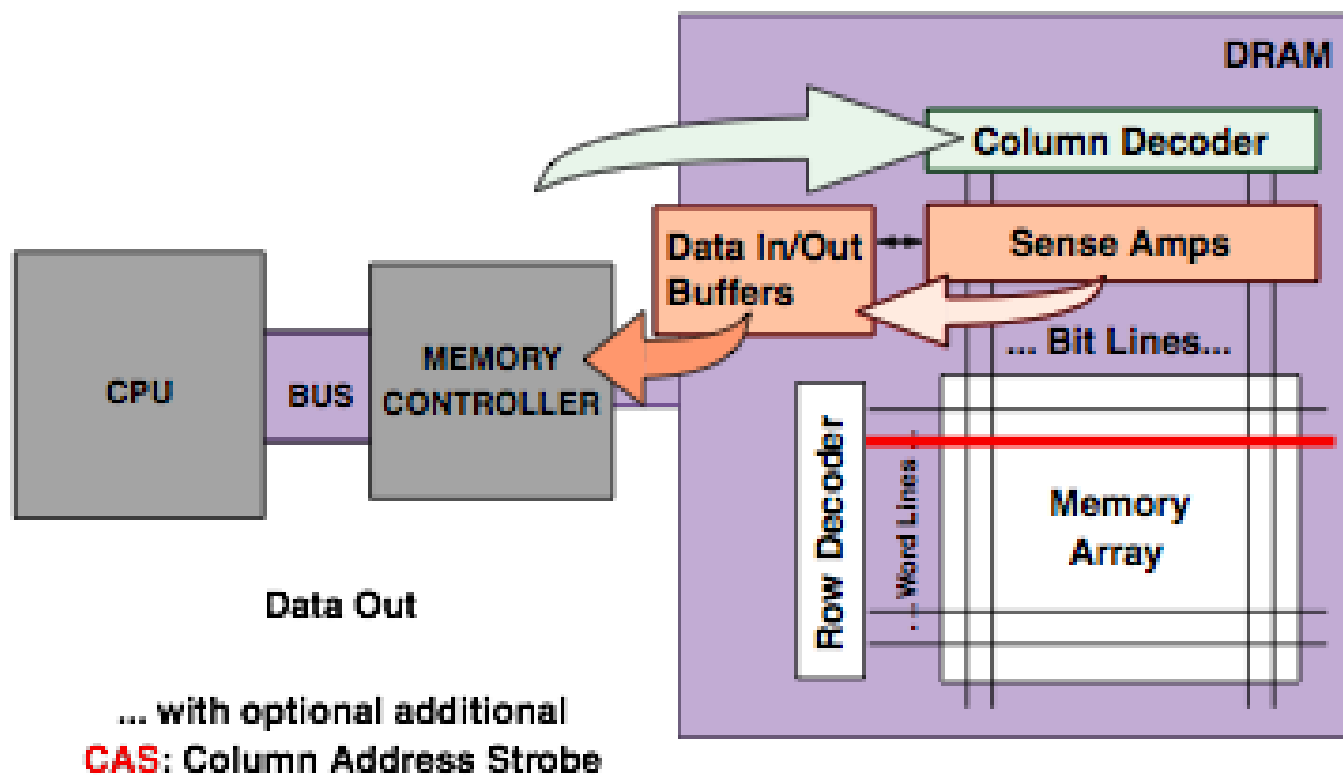 DRAM
Column Decoder
Data In/Out
Buffers
Sense Amps
... Bit Lines...
CPU
BUS
MEMORY
CONTROLLER
Row Decoder
... Word Lines ...
Memory
Array
Data Out
... with optional additional
CAS: Column Address Strobe